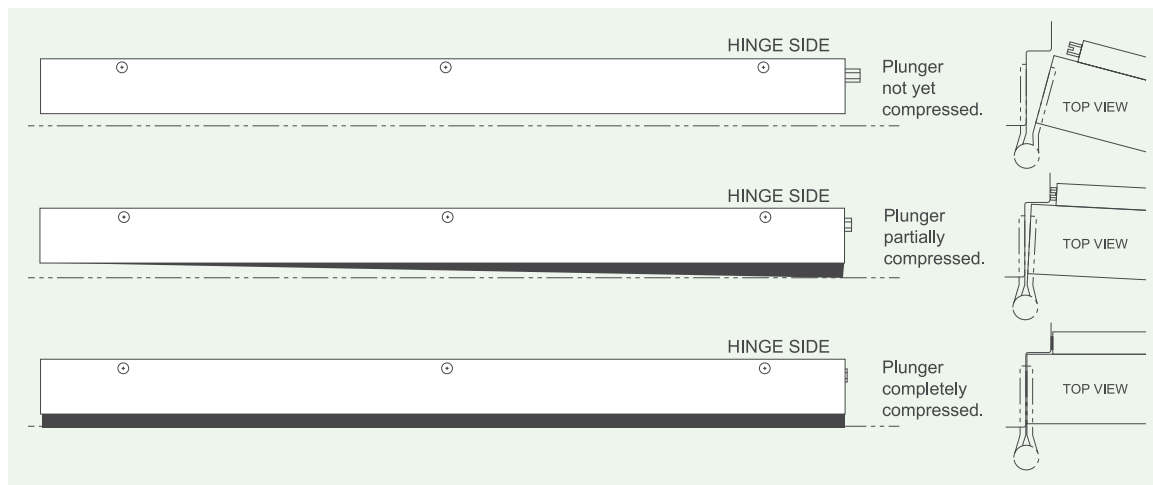 HINGE SIDE
Plunger
not yet
compressed.
TOP VIEW
HINGE SIDE
Plunger
partially
compressed.
TOP VIEW
HINGE SIDE
Plunger
completely
compressed.
TOP VIEW